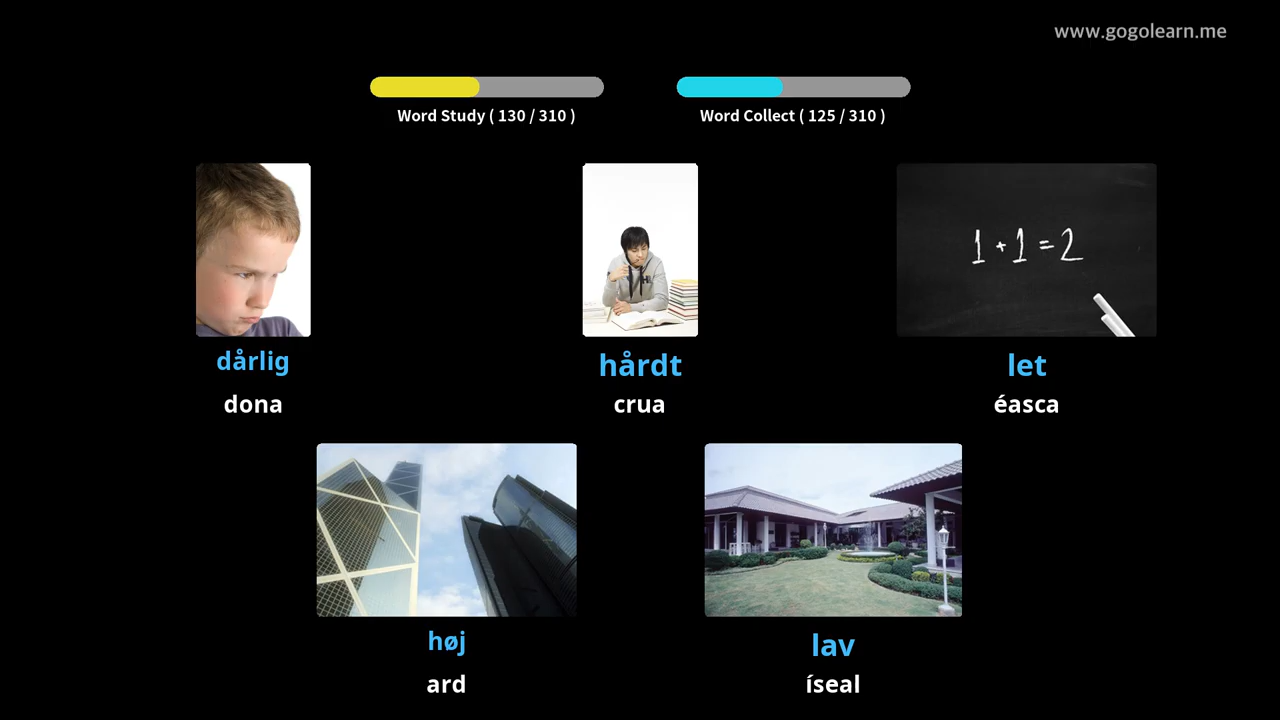 www.gogolearn.me
Word Study ( 130 / 310 )
Word Collect ( 125 / 310 )
1 + 1 = 2
dårlig
dona
hårdt
crua
let
éasca
høj
ard
lav
íseal